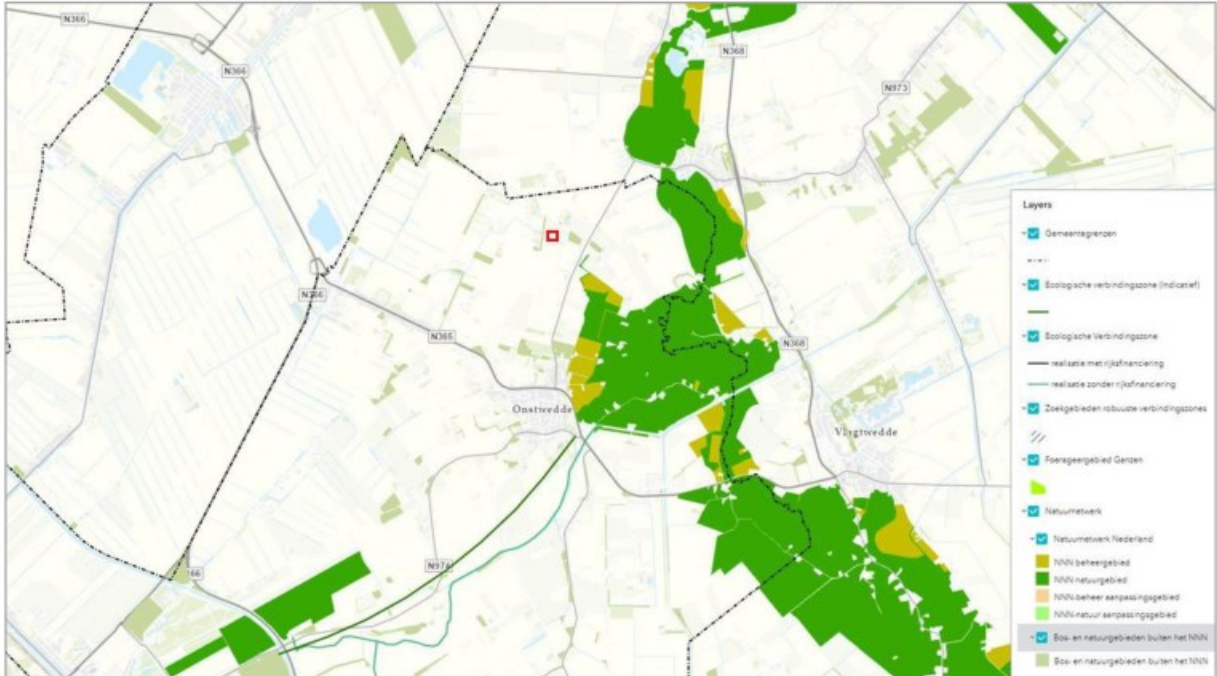 N366
N368
N366
N973
N366
N365
N368
Onstwedde
Vlagtwedde
N974
66
Layers
Gemeentegrenzen
Ecologische verbindingszone (Indicatief)
Ecologische Verbindingszone
realisatie met rijksfinanciering
realisatie zonder rijksfinanciering
Zoekgebieden robuuste verbindingszones
Foerageergebied Ganzen
Natuurnetwerk
Natuurnetwerk Nederland
NNN beheergebied
NNN natuurgebied
NNN-beheer aanpassingsgebied
NNN-natuur aanpassingsgebied
Bos- en natuurgebieden buiten het NNN
Bos- en natuurgebieden buiten het NNN